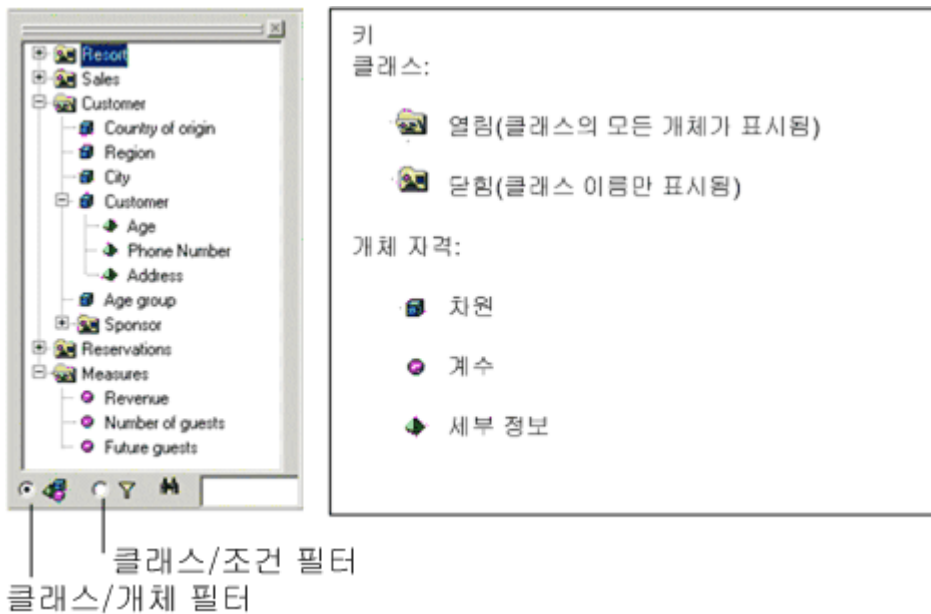 Resort
Sales
Customer
Country of origin
Region
City
Customer
Age
Phone Number
Address
Age group
Sponsor
Reservations
Measures
Revenue
Number of guests
Future guests
키
클래스:
열림(클래스의 모든 개체가 표시됨)
닫힘(클래스 이름만 표시됨)
개체 자격:
차원
계수
세부 정보
클래스/조건 필터
클래스/개체 필터